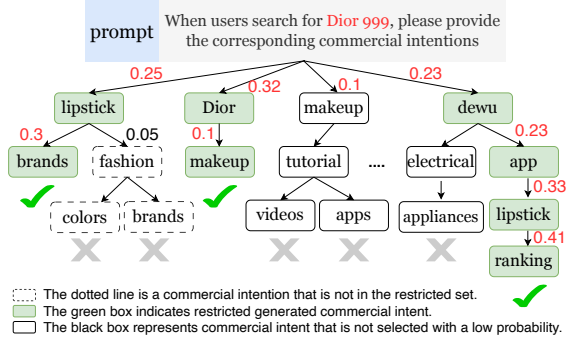 prompt
When users search for Dior 999, please provide
the corresponding commercial intentions
0.25
0.32
0.1
0.23
lipstick
Dior
makeup
dewu
0.3
0.05
0.1
0.23
brands
fashion
makeup
tutorial
....
electrical
app
0.33
colors
brands
videos
apps
appliances
lipstick
0.41
ranking
The dotted line is a commercial intention that is not in the restricted set.
The green box indicates restricted generated commercial intent.
The black box represents commercial intent that is not selected with a low probability.